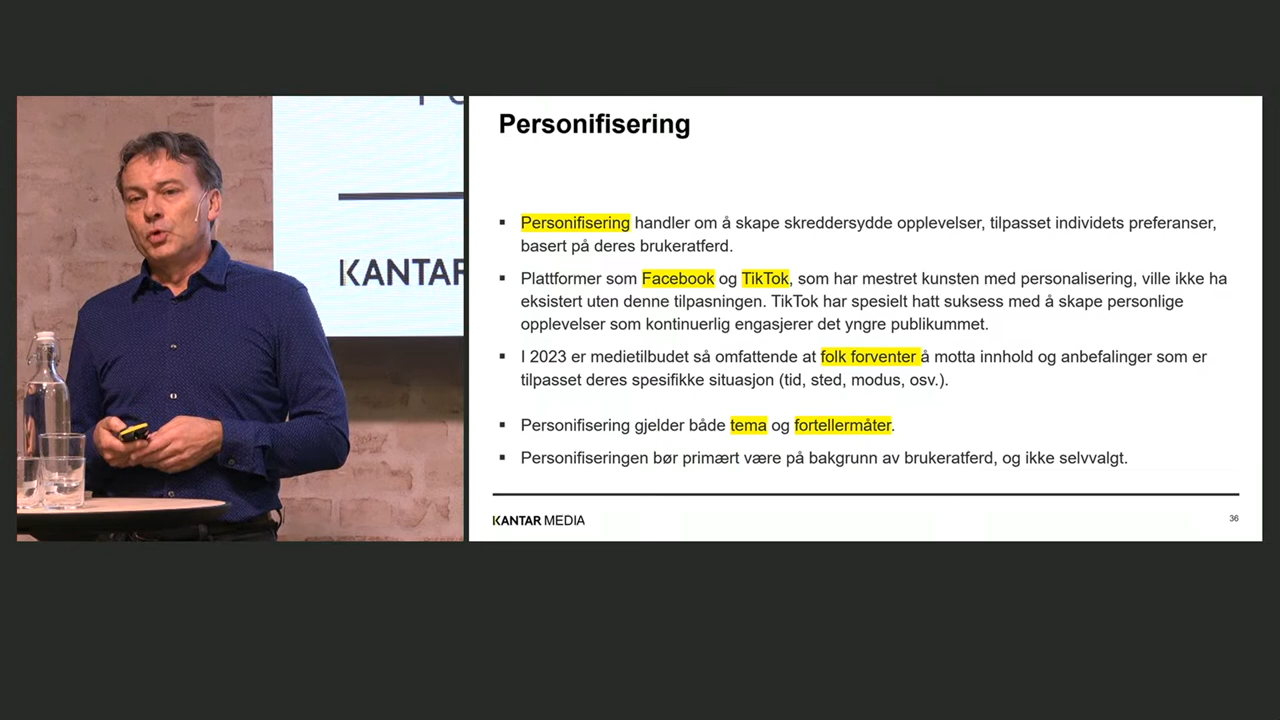 KANTAR
Personifisering
▪ Personifisering handler om å skape skreddersydde opplevelser, tilpasset individets preferanser,
basert på deres brukeratferd.
▪ Plattformer som Facebook og TikTok, som har mestret kunsten med personalisering, ville ikke ha
eksistert uten denne tilpasningen. TikTok har spesielt hatt suksess med å skape personlige
opplevelser som kontinuerlig engasjerer det yngre publikummet.
▪ I 2023 er medietilbudet så omfattende at folk forventer å motta innhold og anbefalinger som er
tilpasset deres spesifikke situasjon (tid, sted, modus, osv.).
▪ Personifisering gjelder både tema og fortellermåter.
▪ Personifiseringen bør primært være på bakgrunn av brukeratferd, og ikke selvvalgt.
KANTAR MEDIA
36